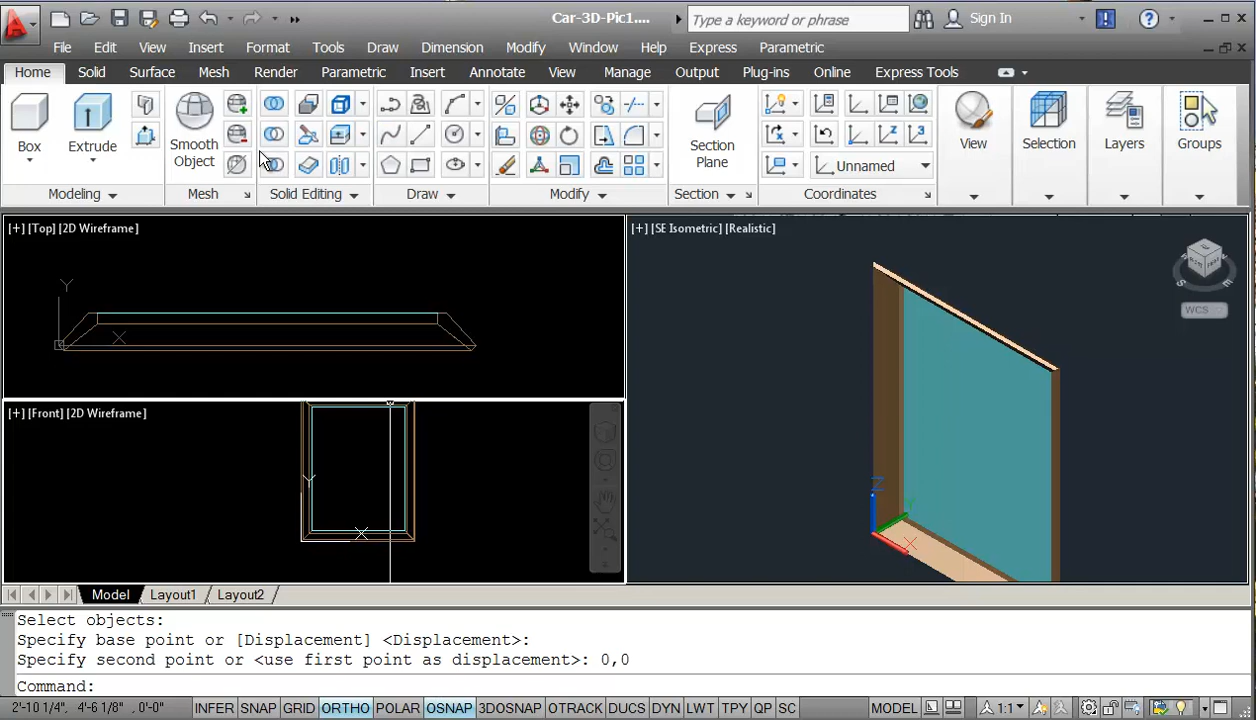 Car-3D-Pic1....
Type a keyword or phrase
Sign In
File Edit View Insert Format Tools Draw Dimension Modify Window Help Express Parametric
Home Solid Surface Mesh Render Parametric Insert Annotate View Manage Plug-ins Online Express Tools Output
Box
Extrude
Smooth
Object
Section
Plane
Unnamed
View
Selection
Layers
Groups
Modeling
Mesh
Solid Editing
Draw
Modify
Section
Coordinates
[+] [Top] [2D Wireframe]
Y
X
[+] [Front] [2D Wireframe]
Y
X
[+] [SE Isometric] [Realistic]
S
E
WCS
Z
Y
X
Model Layout1 Layout2
Select objects:
Specify base point or [Displacement] <Displacement>:
Specify second point or <use first point as displacement>: 0,0
Command:
2'-10 1/4", 4'-6 1/8" ,0'-0" INFER SNAP GRID ORTHO POLAR OSNAP 3DOSNAP OTRACK DUCS DYN LWT TPY QP SC MODEL 1:1